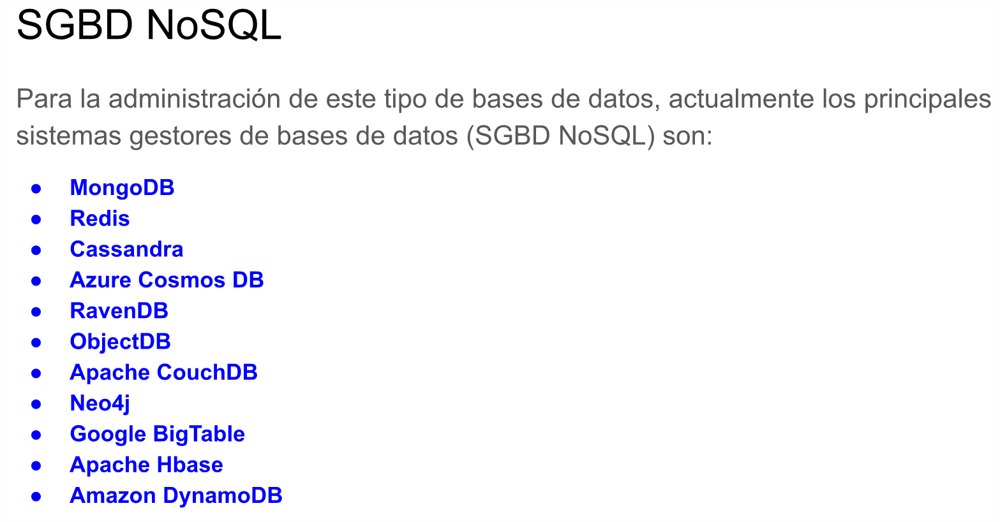 SGBD NoSQL
Para la administración de este tipo de bases de datos, actualmente los principales
sistemas gestores de bases de datos (SGBD NoSQL) son:
● MongoDB
● Redis
● Cassandra
● Azure Cosmos DB
● RavenDB
● ObjectDB
● Apache CouchDB
● Neo4j
● Google BigTable
● Apache Hbase
● Amazon DynamoDB